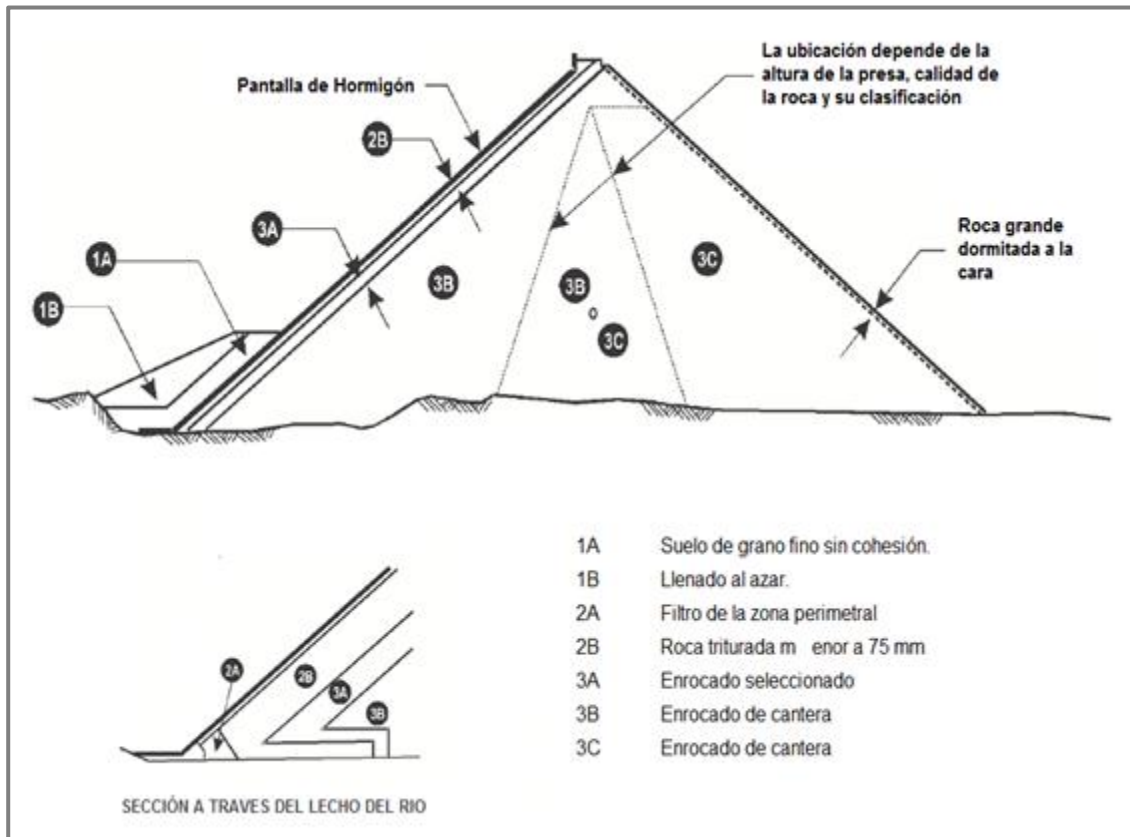 La ubicación depende de la
altura de la presa, calidad de
la roca y su clasificación
Pantalla de Hormigón
2B
3A
1A
1B
3B
3B
o
3C
3C
Roca grande
dormitada a la
cara
2A
2B
3A
3B
SECCIÓN A TRAVES DEL LECHO DEL RIO
1A Suelo de grano fino sin cohesión.
1B Llenado al azar.
2A Filtro de la zona perimetral
2B Roca triturada m enor a 75 mm
3A Enrocado seleccionado
3B Enrocado de cantera
3C Enrocado de cantera